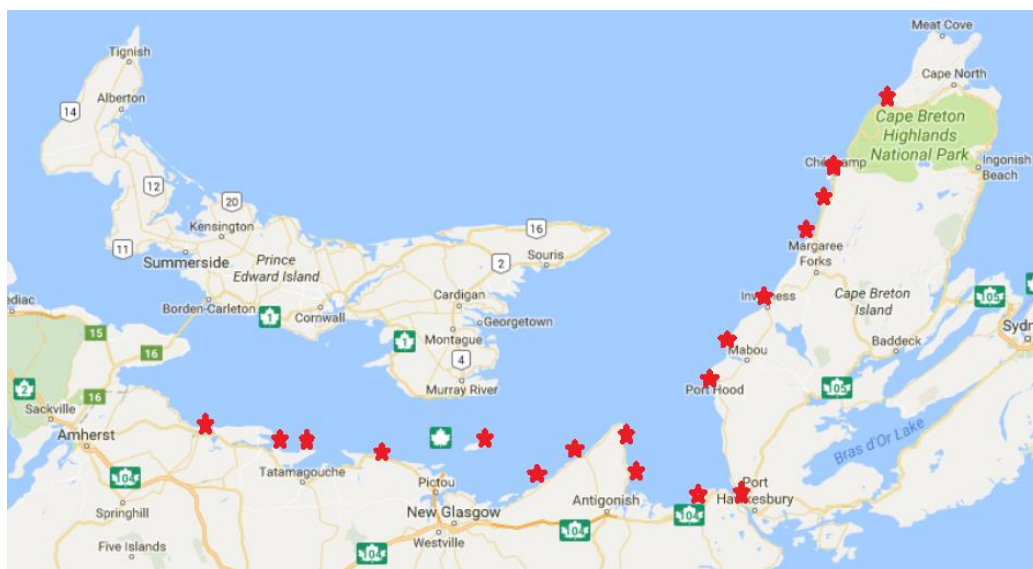 Meat Cove
Tignish
Cape North
Alberton
14
Cape Breton
Highlands
National Park
Ingonish
Beach
12
20
Kensington
16
11
Summerside
Prince
Edward Island
2
Souris
Margaree
Forks
Cardigan
Cape Breton
Island
105
Borden-Carleton
1
Cornwall
Georgetown
15
1
Montague
Baddeck
16
4
Mabou
2
16
Murray River
Port Hood
105
Sackville
Amherst
Bras d'Or Lake
Tatamagouche
104
Pictou
Port
Antigonish
Springhill
New Glasgow
104
104
Five Islands
104
Westville